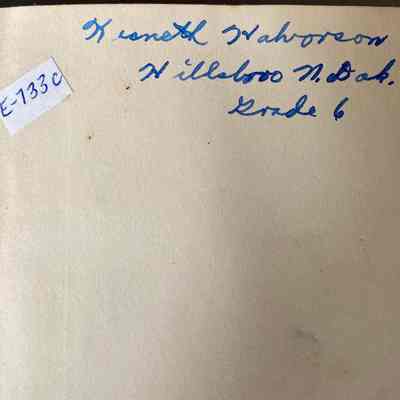 Kenneth Halvorson
Hillsboro N. Dak.
Grade 6
E-733C